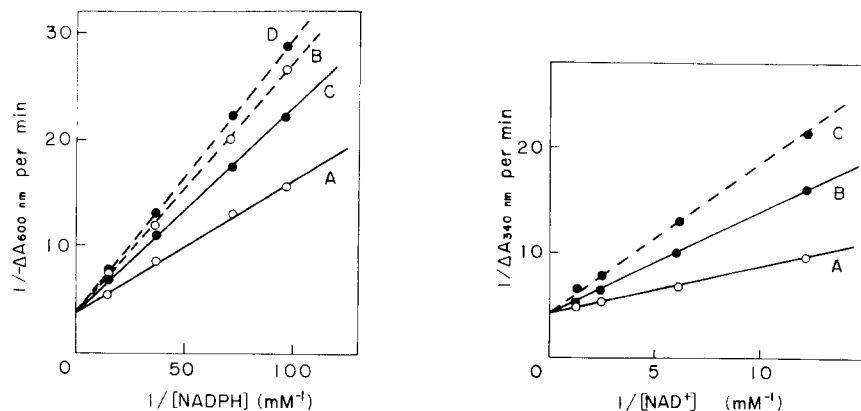 30
20
10
0
50
100
D
B
C
A
1/-ΔA600 nm per min
1/[NADPH] (mM⁻¹)
20
10
0
5
10
C
B
A
1/ΔA340 nm per min
1/[NAD⁺] (mM⁻¹)